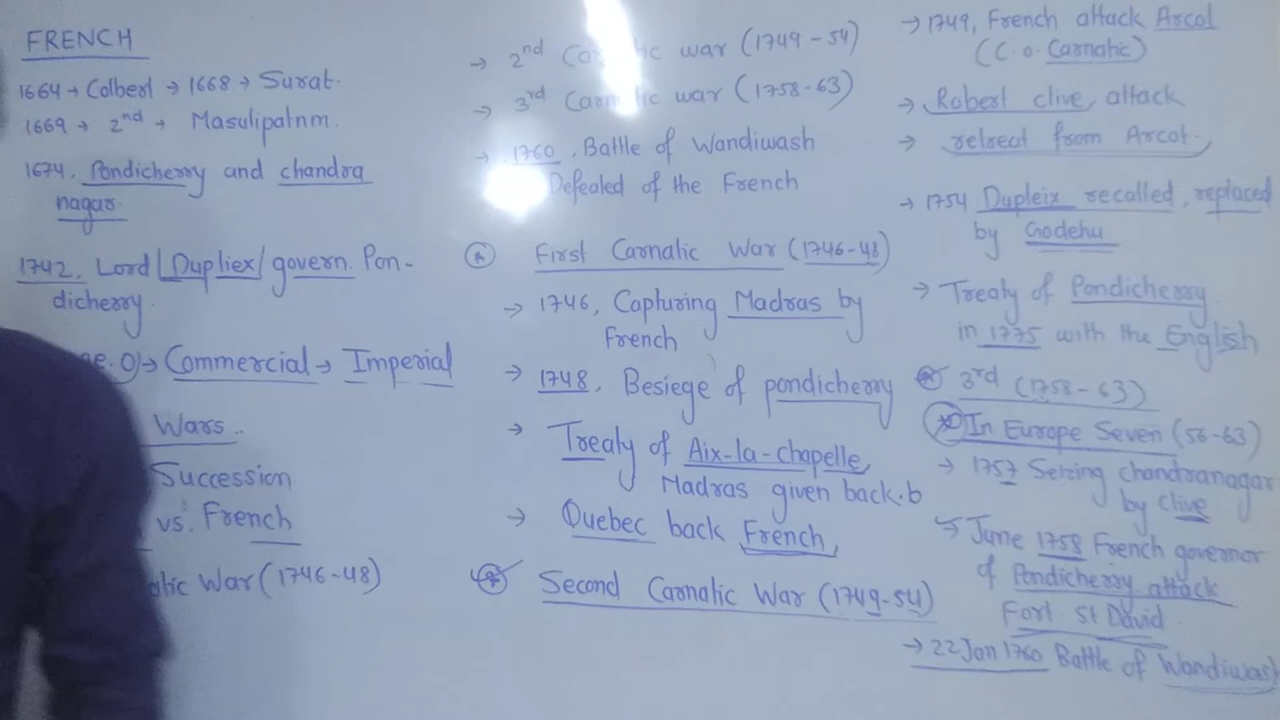 FRENCH
1664 → Colbert → 1668 → Surat.
1669 → 2nd → Masulipatnm.
1674, Pondicherry and chandra
nagar.
1742, Lord / Dupliex / govern. Pon-
dicherry.
→ Commercial → Imperial
Wars..
Succession
vs. French
War (1746-48)
→ 2nd war (1749-54)
→ 3rd war (1758-63)
→ 1760, Battle of Wandiwash
Defeated of the French
First Carnatic War (1746-48)
→ 1746, Capturing Madras by
French
→ 1748, Besiege of pondicherry
→ Treaty of Aix-la-chapelle,
Madras given back.b
→ Quebec back French,
Second Carnatic War (1749-54)
→ 1749, French attack Arcot
(C.o. Carnatic)
→ Robert clive, attack
→ retreat from Arcot.
→ 1754 Dupleix recalled, replaced
by Godehu
→ Treaty of Pondicherry
in 1775 with the English
3rd (1758-63)
In Europe Seven (56-63)
→ 1757 Seizing chandranagar
by clive
→ June 1758 French governor
of Pondicherry attack
Fort St David
→ 22 Jan 1760 Battle of Wandiwash